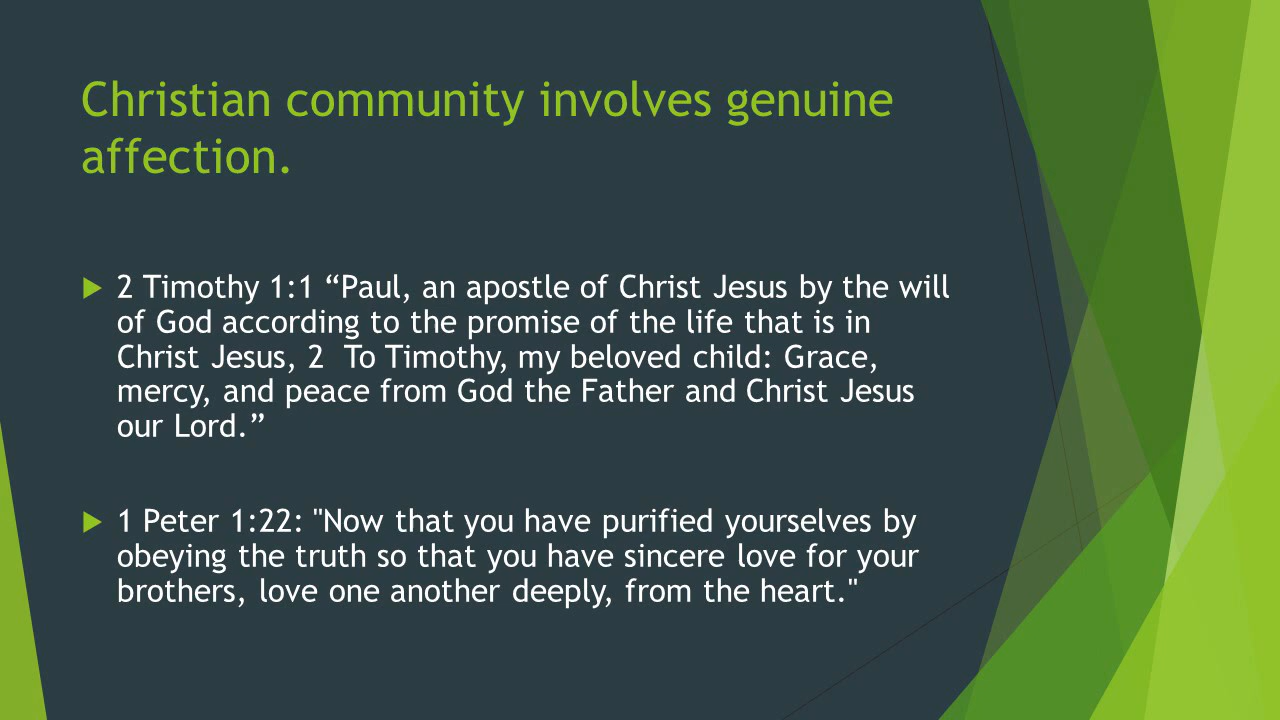 Christian community involves genuine
affection.
2 Timothy 1:1 “Paul, an apostle of Christ Jesus by the will
of God according to the promise of the life that is in
Christ Jesus, 2  To Timothy, my beloved child: Grace,
mercy, and peace from God the Father and Christ Jesus
our Lord.”
1 Peter 1:22: "Now that you have purified yourselves by
obeying the truth so that you have sincere love for your
brothers, love one another deeply, from the heart."